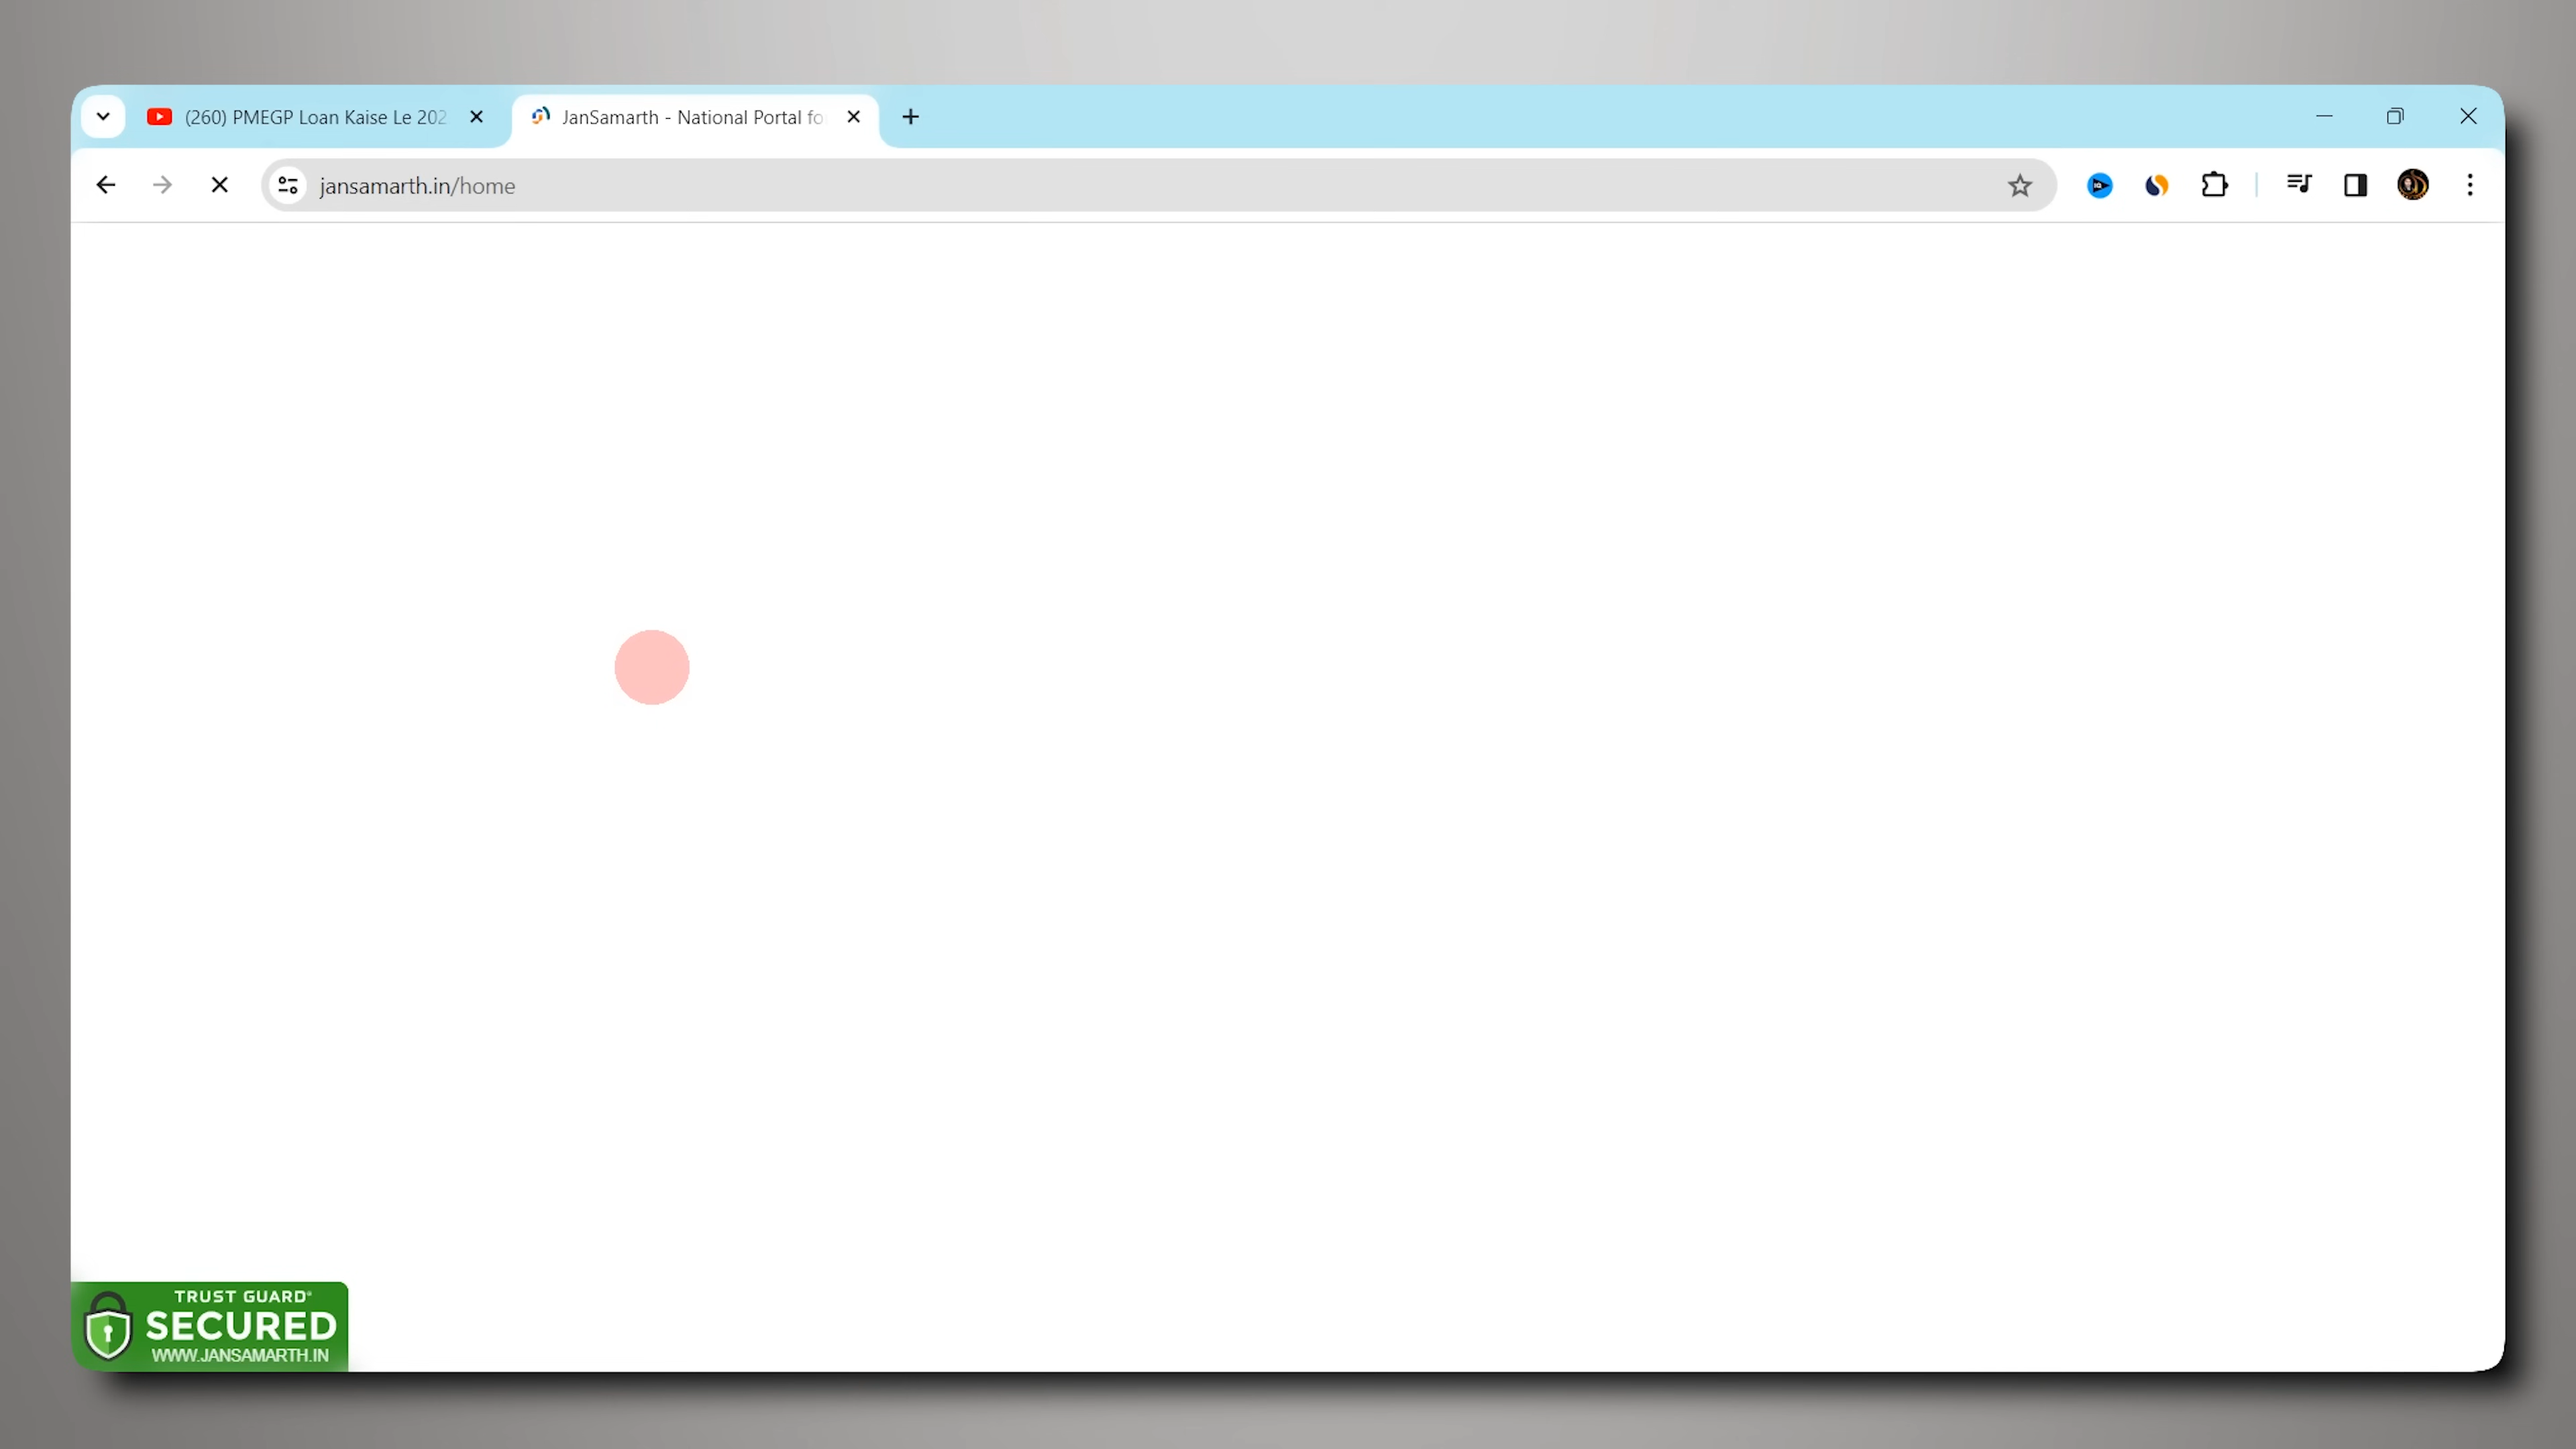 (260) PMEGP Loan Kaise Le 202
JanSamarth - National Portal fo
jansamarth.in/home
TRUST GUARD
SECURED
WWW.JANSAMARTH.IN